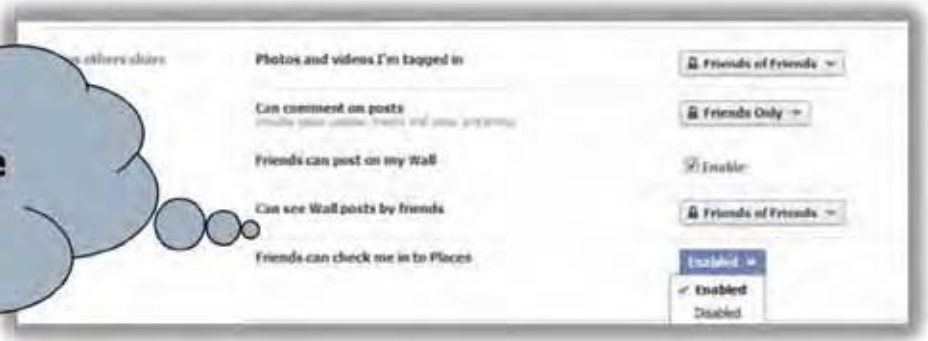 others share
Photos and videos I'm tagged in
Friends of Friends
Can comment on posts
Friends Only
Friends can post on my Wall
Enable
Can see Wall posts by friends
Friends of Friends
e
Friends can check me in to Places
Enabled
Enabled
Disabled